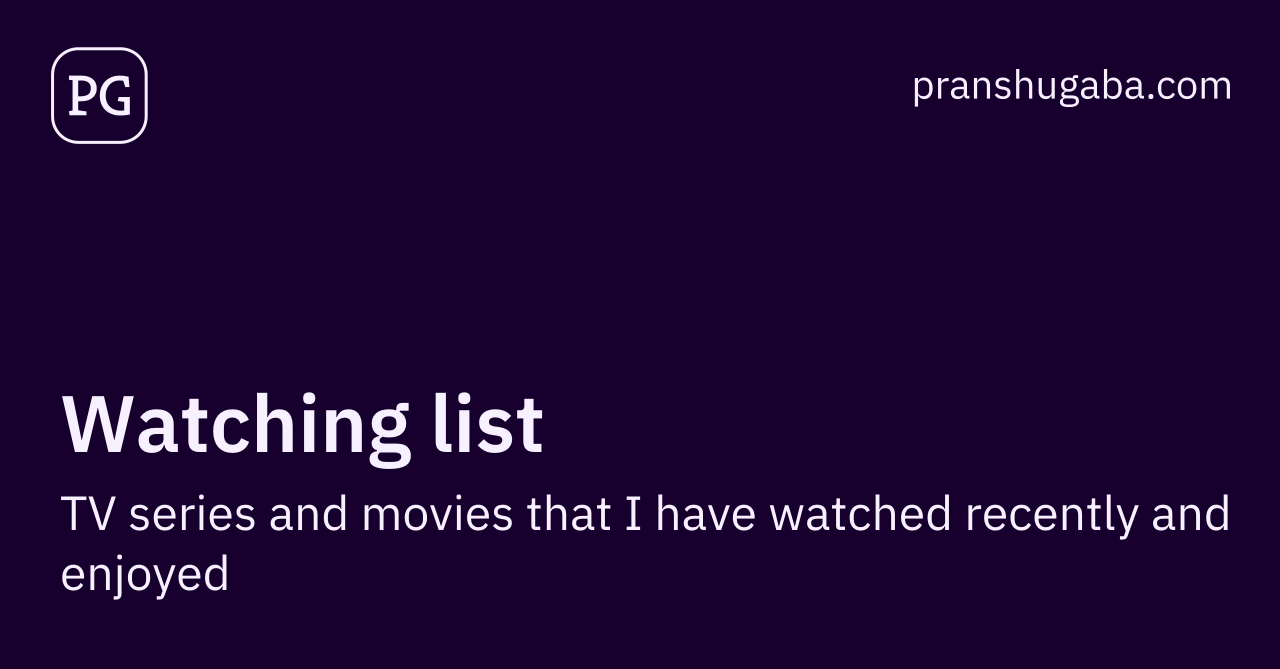 PG
pranshugaba.com
Watching list
TV series and movies that I have watched recently and
enjoyed